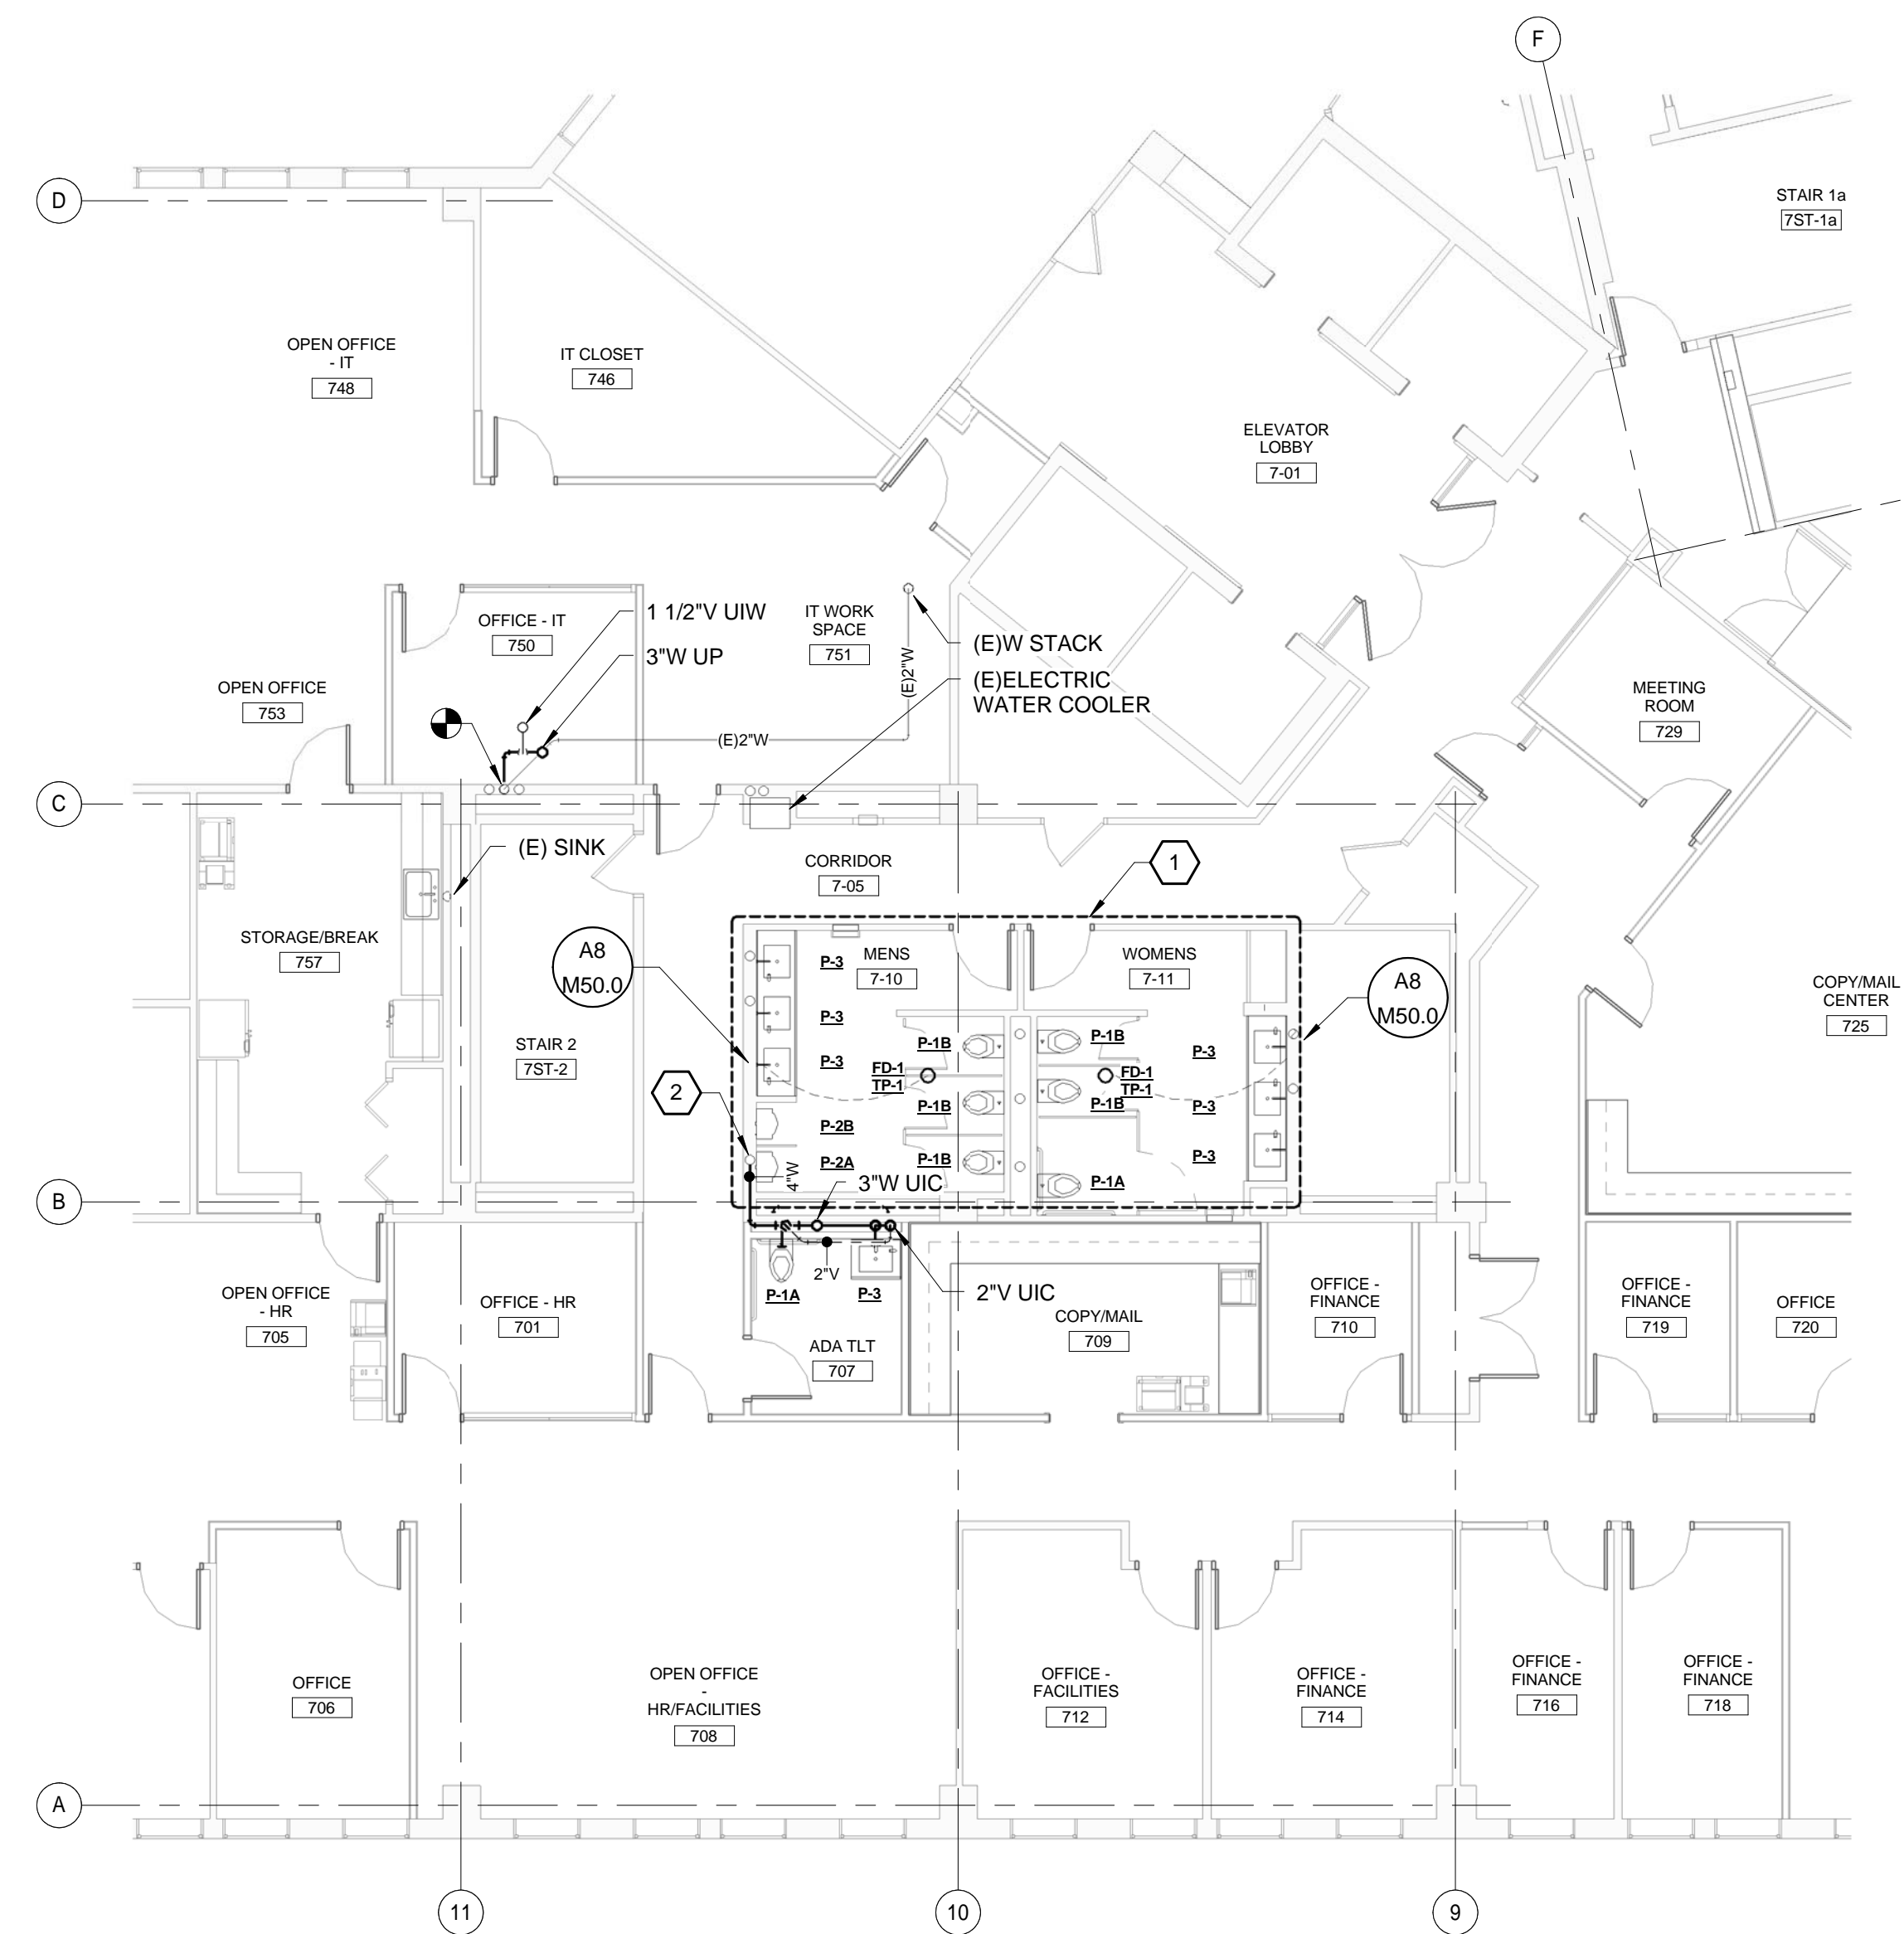 F
D
STAIR 1a
7ST-1a
OPEN OFFICE
- IT
748
IT CLOSET
746
ELEVATOR
LOBBY
7-01
OFFICE - IT
750
1 1/2"V UIW
3"W UP
IT WORK
SPACE
751
(E)2"W
(E)W STACK
(E)ELECTRIC
WATER COOLER
OPEN OFFICE
753
(E)2"W
MEETING
ROOM
729
C
(E) SINK
CORRIDOR
7-05
1
STORAGE/BREAK
757
A8
M50.0
P-3
MENS
7-10
WOMENS
7-11
A8
M50.0
COPY/MAIL
CENTER
725
P-3
STAIR 2
7ST-2
P-3
P-1B
P-1B
P-3
FD-1
TP-1
FD-1
TP-1
2
P-1B
P-1B
P-3
P-2B
P-2A
P-1B
P-3
4"W
3"W UIC
P-1A
B
2"V
P-1A
P-3
2"V UIC
OPEN OFFICE
- HR
705
OFFICE - HR
701
ADA TLT
707
COPY/MAIL
709
OFFICE -
FINANCE
710
OFFICE -
FINANCE
719
OFFICE
720
OFFICE
706
OPEN OFFICE
-
HR/FACILITIES
708
OFFICE -
FACILITIES
712
OFFICE -
FINANCE
714
OFFICE -
FINANCE
716
OFFICE -
FINANCE
718
A
11
10
9